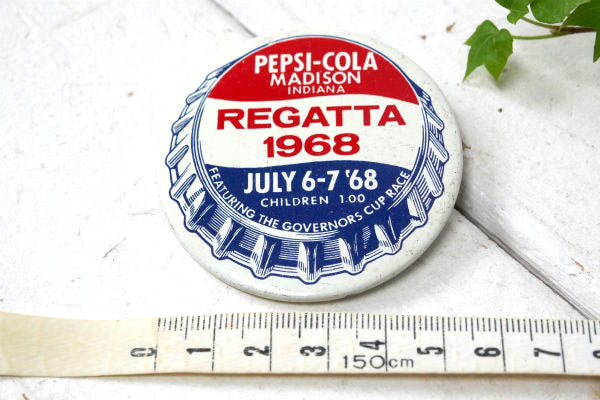 PEPSI-COLA
MADISON
INDIANA
REGATTA
1968
JULY 6-7 '68
CHILDREN 1.00
FEATURING THE GOVERNORS CUP RACE
0 1 2 3 4 5 6 7 8
150cm